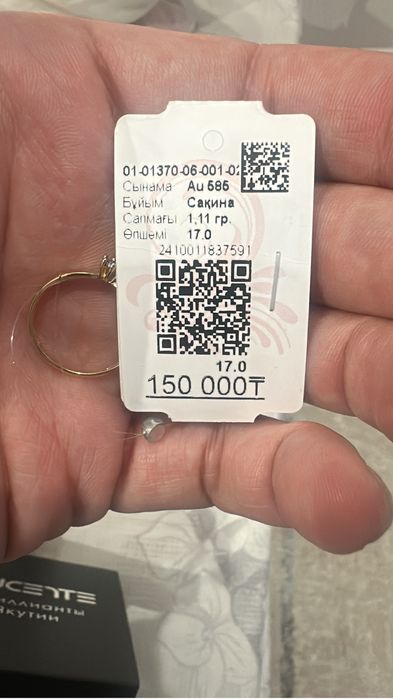 01-01370-06-001-02
Сынама Au 585
Бұйым Сақина
Салмағы 1,11 гр.
Өлшемі 17.0
2410011837591
17.0
150 000₸